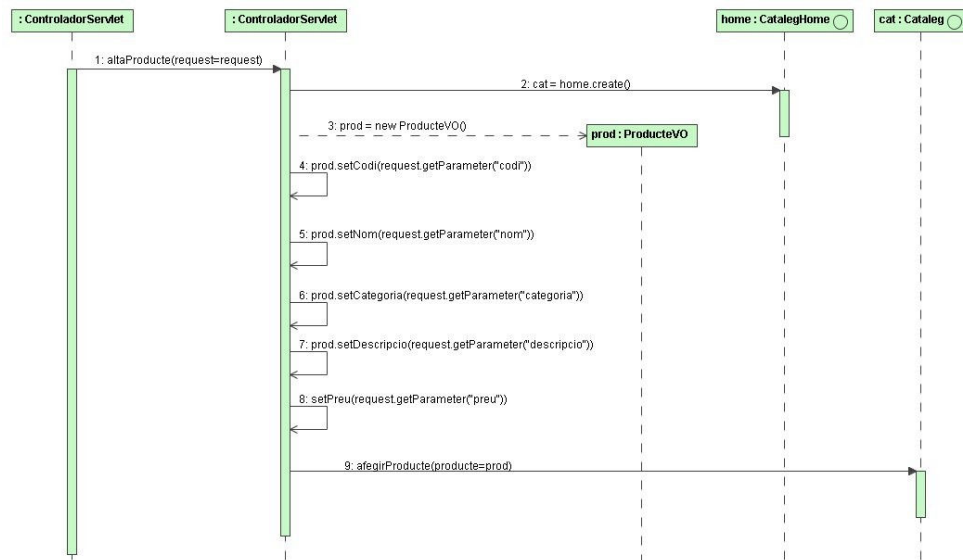 : ControladorServlet
: ControladorServlet
home : CatalegHome
cat : Cataleg
1: altaProducte(request=request)
2: cat = home.create()
3: prod = new ProducteVO()
prod : ProducteVO
4: prod.setCodi(request.getParameter("codi"))
5: prod.setNom(request.getParameter("nom")
6: prod.setCategoria(request.getParameter("categoria")
7: prod.setDescripcio(request.getParameter("descripcio"))
8: setPreu(request.getParameter("preu"))
9: afegirProducte(producte=prod)